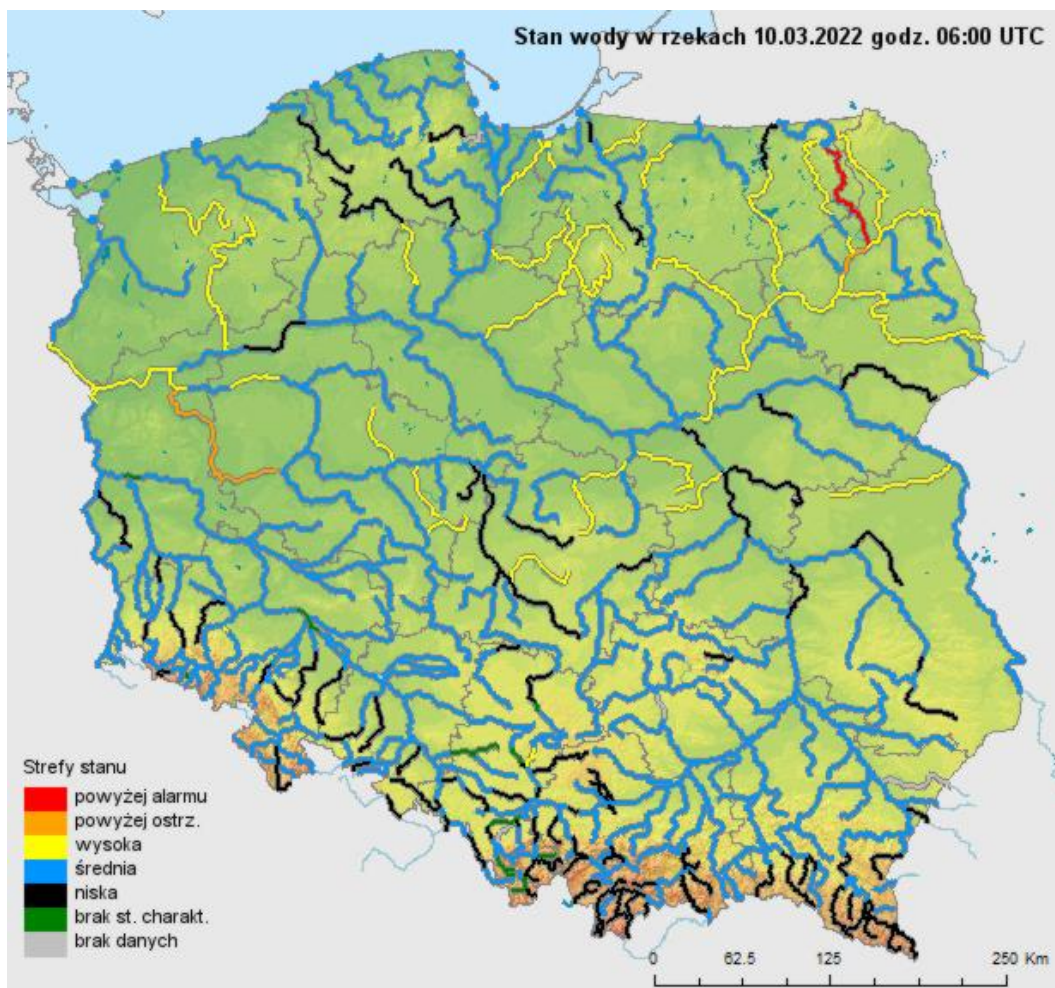 Stan wody w rzekach 10.03.2022 godz. 06:00 UTC
Strefy stanu
powyżej alarmu
powyżej ostrz.
wysoka
średnia
niska
brak st. charakt.
brak danych
0 62.5 125 250 Km